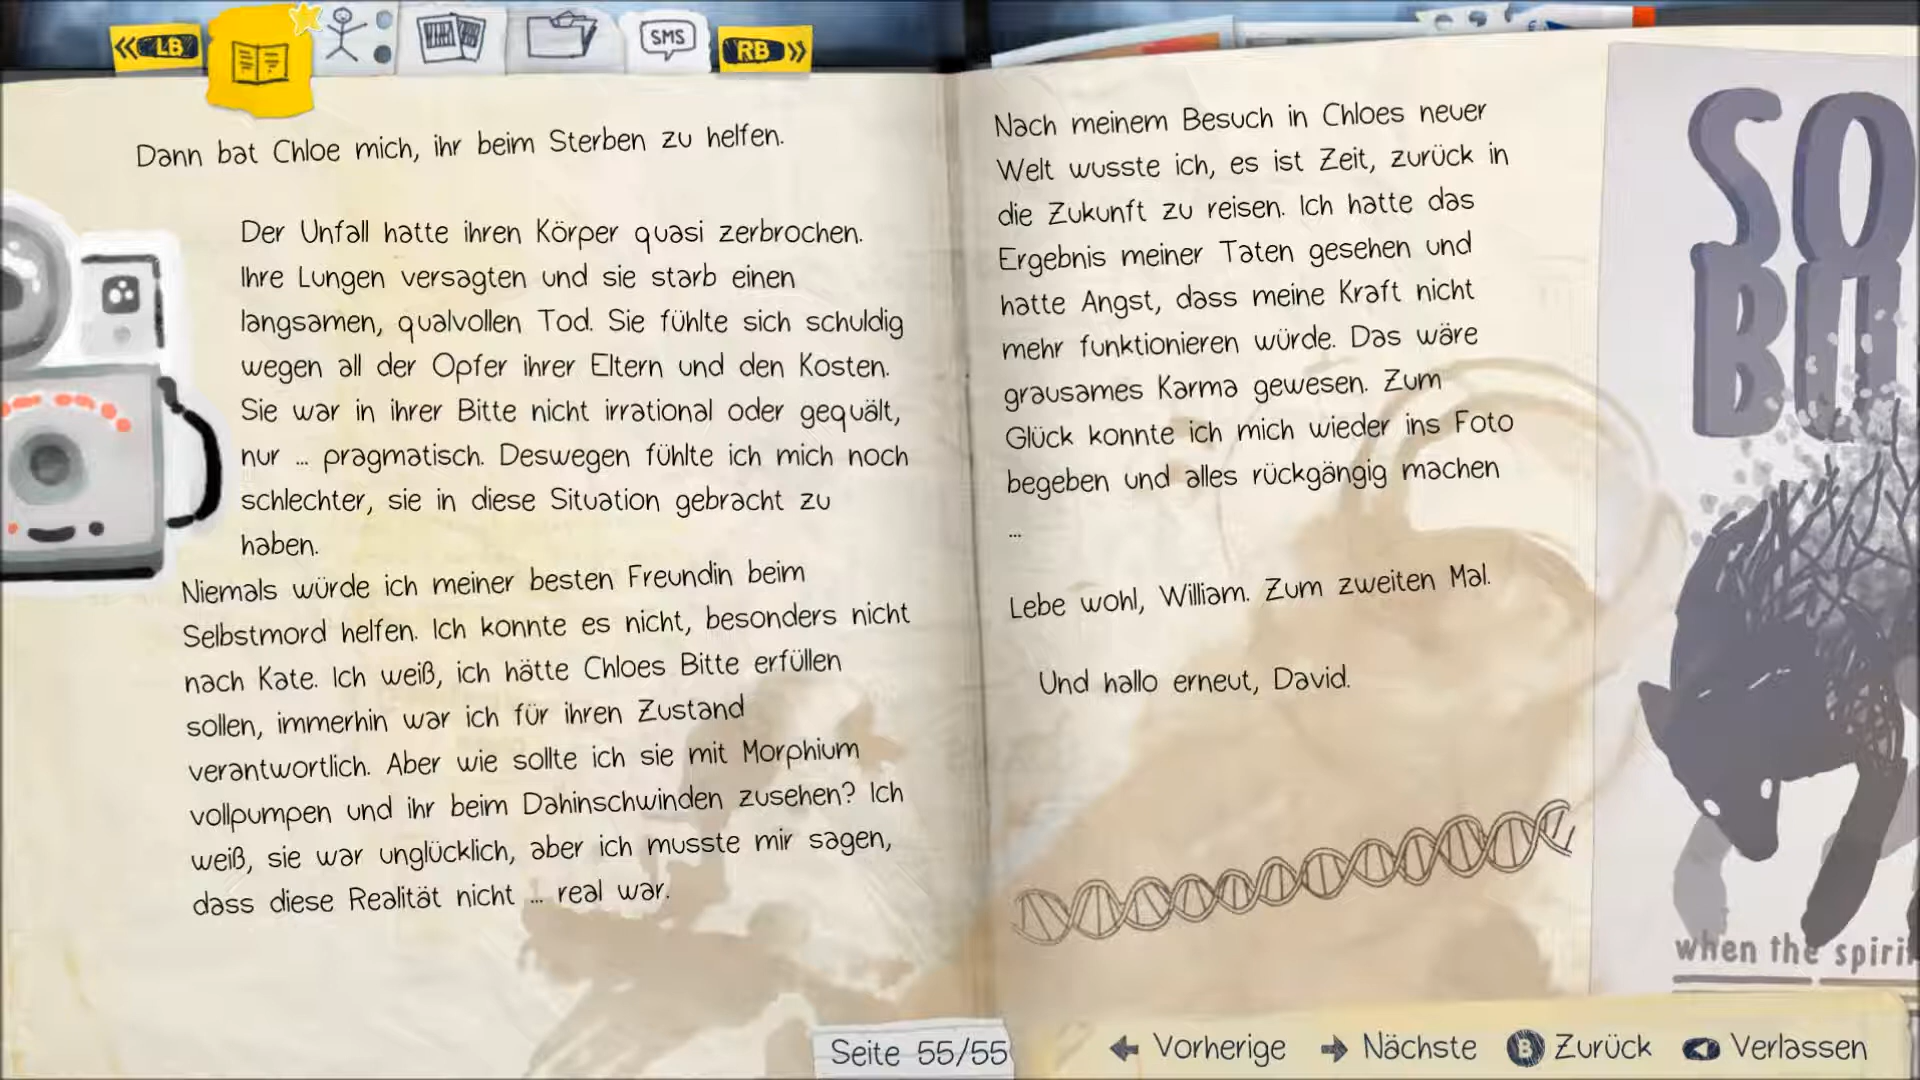 LB
SMS
RB
Dann bat Chloe mich, ihr beim Sterben zu helfen.
Der Unfall hatte ihren Körper quasi zerbrochen.
Ihre Lungen versagten und sie starb einen
langsamen, qualvollen Tod. Sie fühlte sich schuldig
wegen all der Opfer ihrer Eltern und den Kosten.
Sie war in ihrer Bitte nicht irrational oder gequält,
nur ... pragmatisch. Deswegen fühlte ich mich noch
schlechter, sie in diese Situation gebracht zu
haben.
Niemals würde ich meiner besten Freundin beim
Selbstmord helfen. Ich konnte es nicht, besonders nicht
nach Kate. Ich weiß, ich hätte Chloes Bitte erfüllen
sollen, immerhin war ich für ihren Zustand
verantwortlich. Aber wie sollte ich sie mit Morphium
vollpumpen und ihr beim Dahinschwinden zusehen? Ich
weiß, sie war unglücklich, aber ich musste mir sagen,
dass diese Realität nicht ... real war.
Nach meinem Besuch in Chloes neuer
Welt wusste ich, es ist Zeit, zurück in
die Zukunft zu reisen. Ich hatte das
Ergebnis meiner Taten gesehen und
hatte Angst, dass meine Kraft nicht
mehr funktionieren würde. Das wäre
grausames Karma gewesen. Zum
Glück konnte ich mich wieder ins Foto
begeben und alles rückgängig machen
...
Lebe wohl, William. Zum zweiten Mal.
Und hallo erneut, David.
SO
when the
Seite 55/55
Vorherige
Nächste
B Zurück
Verlassen